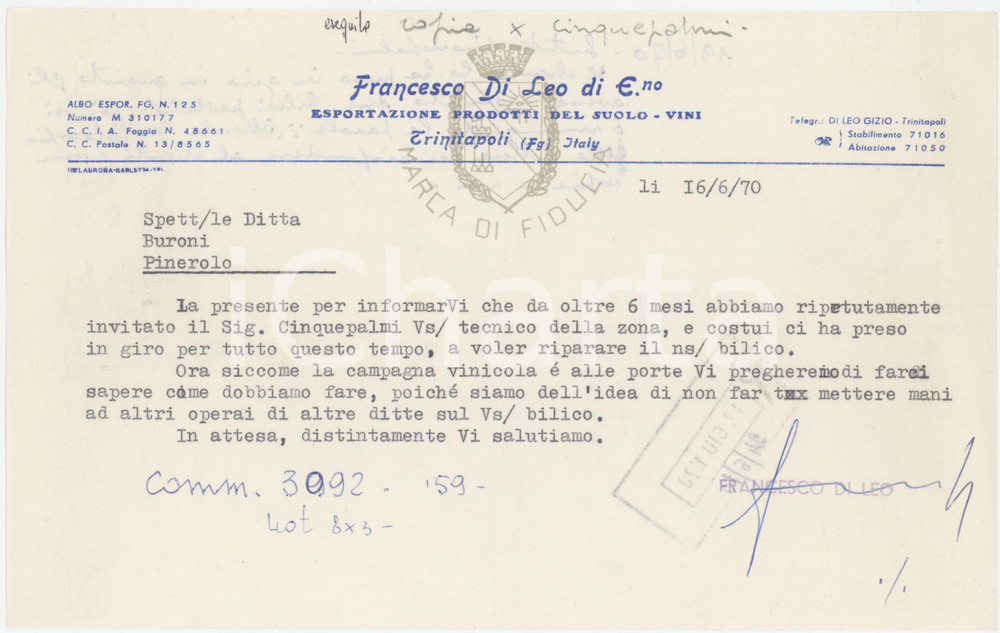 eseguito copia x Cinquepalmi -
Francesco Di Leo di E.no
ESPORTAZIONE PRODOTTI DEL SUOLO - VINI
Trinitapoli (Fg) Italy
ALBO ESPOR. FG, N. 125
Numero M 310177
C. C. I. A. Foggia N. 48661
C. C. Postale N. 13/8565
Telegr.: DI LEO GIZIO - Trinitapoli
Stabilimento 71016
Abitazione 71050
MARCA DI FIDUCIA
li I6/6/70
Spett/le Ditta
Buroni
Pinerolo
La presente per informarVi che da oltre 6 mesi abbiamo ripetutamente
invitato il Sig. Cinquepalmi Vs/ tecnico della zona, e costui ci ha preso
in giro per tutto questo tempo, a voler riparare il ns/ bilico.
Ora siccome la campagna vinicola é alle porte Vi pregheremodi farci
sapere come dobbiamo fare, poiché siamo dell'idea di non far txx mettere mani
ad altri operai di altre ditte sul Vs/ bilico.
In attesa, distintamente Vi salutiamo.
Comm. 3092 - '59 -
8x3 -
FRANCESCO DI LEO
·/.
iCharta